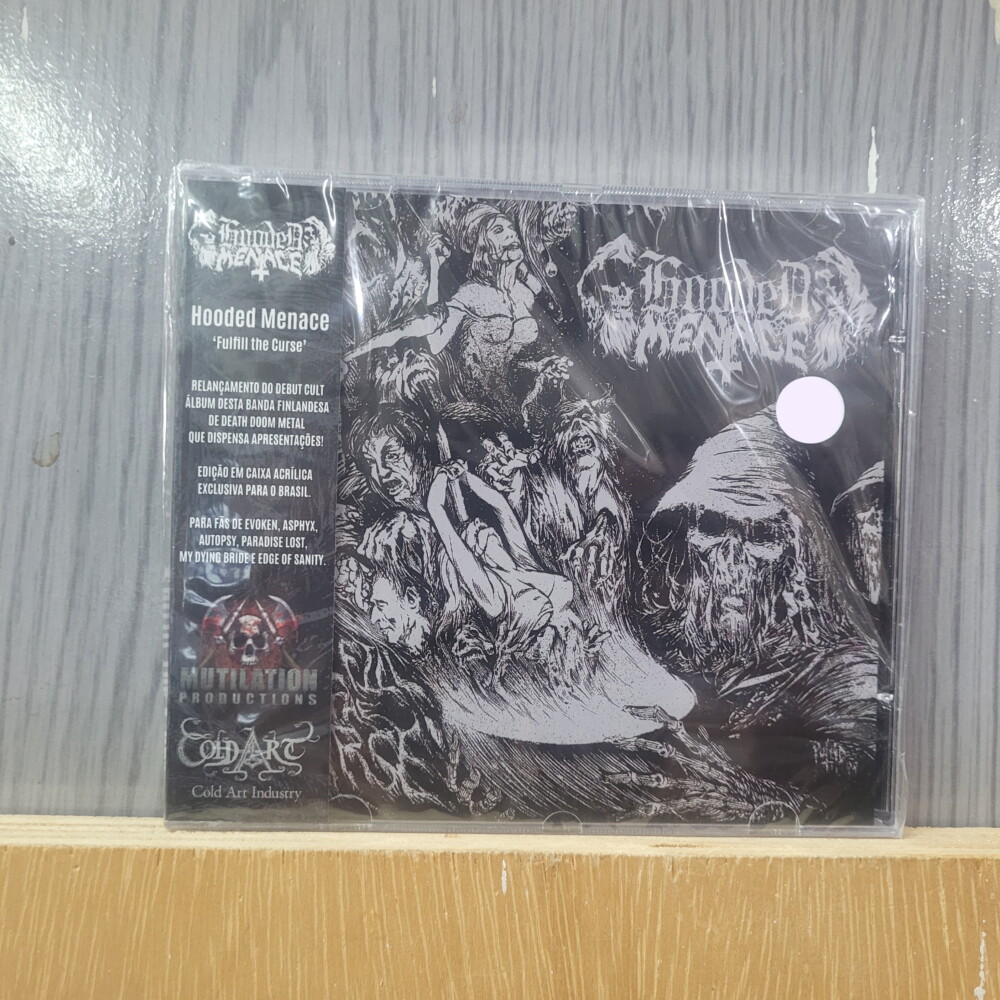 Hooded
MENACE
Hooded Menace
'Fulfill the Curse'
RELANÇAMENTO DO DEBUT CULT
ÁLBUM DESTA BANDA FINLANDESA
DE DEATH DOOM METAL
QUE DISPENSA APRESENTAÇÕES!
EDIÇÃO EM CAIXA ACRÍLICA
EXCLUSIVA PARA O BRASIL.
PARA FÃS DE EVOKEN, ASPHYX,
AUTOPSY, PARADISE LOST,
MY DYING BRIDE E EDGE OF SANITY.
MUTILATION
PRODUCTIONS
COLD ART
Cold Art Industry
Hooded
MENACE